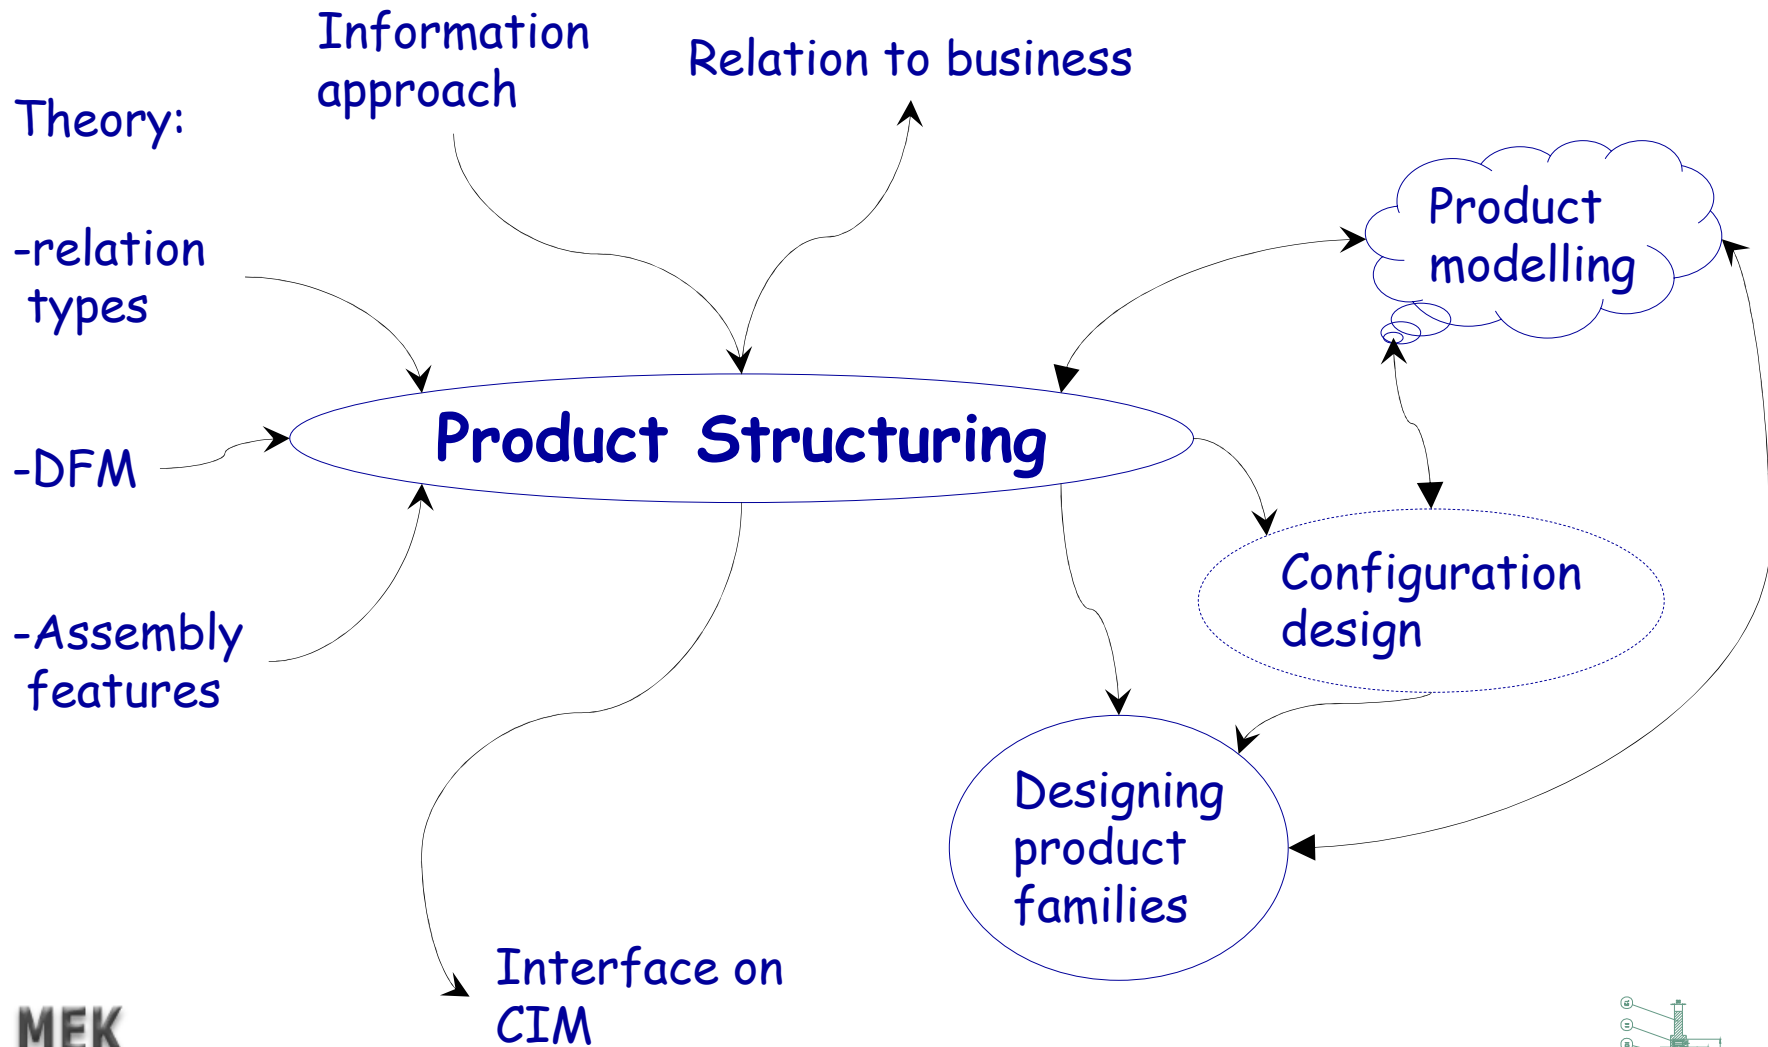 Information
approach
Relation to business
Theory:
-relation
types
Product
modelling
Product Structuring
-DFM
Configuration
design
-Assembly
features
Designing
product
families
Interface on
CIM
MEK